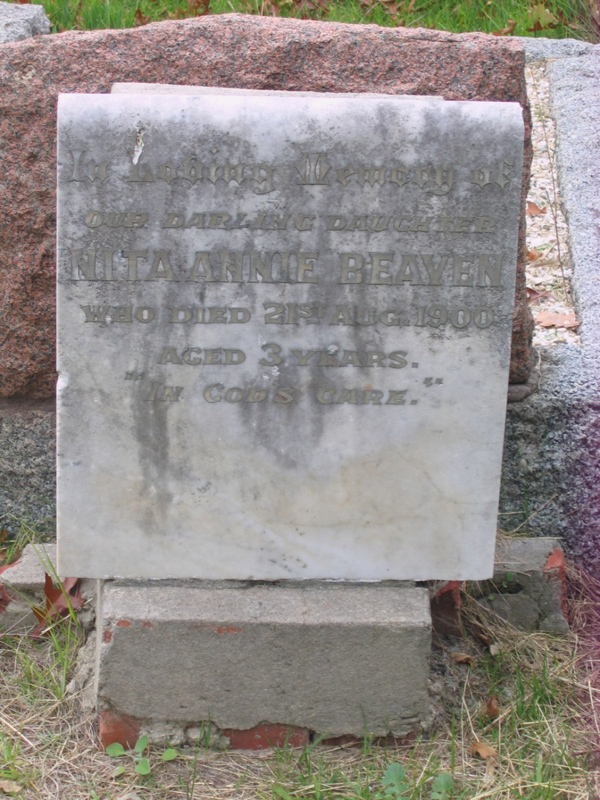 In Loving Memory of
OUR DARLING DAUGHTER
NITA ANNIE BEAVEN
WHO DIED 21ST AUG. 1900
AGED 3 YEARS.
"IN GOD'S CARE."